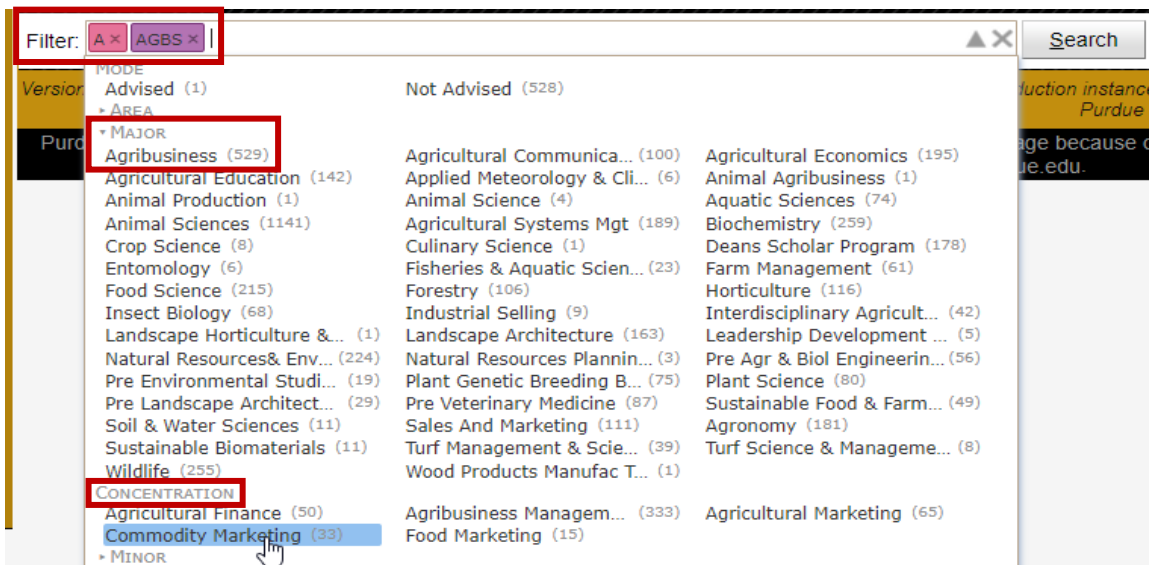 Filter: A × AGBS × Search
MODE
Version Advised (1) Not Advised (528) duction instance
▸ AREA Purdue
▾ MAJOR
Purd Agribusiness (529) Agricultural Communica... (100) Agricultural Economics (195) age because
Agricultural Education (142) Applied Meteorology & Cli... (6) Animal Agribusiness (1) ue.edu.
Animal Production (1) Animal Science (4) Aquatic Sciences (74)
Animal Sciences (1141) Agricultural Systems Mgt (189) Biochemistry (259)
Crop Science (8) Culinary Science (1) Deans Scholar Program (178)
Entomology (6) Fisheries & Aquatic Scien... (23) Farm Management (61)
Food Science (215) Forestry (106) Horticulture (116)
Insect Biology (68) Industrial Selling (9) Interdisciplinary Agricult... (42)
Landscape Horticulture &... (1) Landscape Architecture (163) Leadership Development ... (5)
Natural Resources& Env... (224) Natural Resources Plannin... (3) Pre Agr & Biol Engineerin... (56)
Pre Environmental Studi... (19) Plant Genetic Breeding B... (75) Plant Science (80)
Pre Landscape Architect... (29) Pre Veterinary Medicine (87) Sustainable Food & Farm... (49)
Soil & Water Sciences (11) Sales And Marketing (111) Agronomy (181)
Sustainable Biomaterials (11) Turf Management & Scie... (39) Turf Science & Manageme... (8)
Wildlife (255) Wood Products Manufac T... (1)
CONCENTRATION
Agricultural Finance (50) Agribusiness Managem... (333) Agricultural Marketing (65)
Commodity Marketing (33) Food Marketing (15)
▸ MINOR